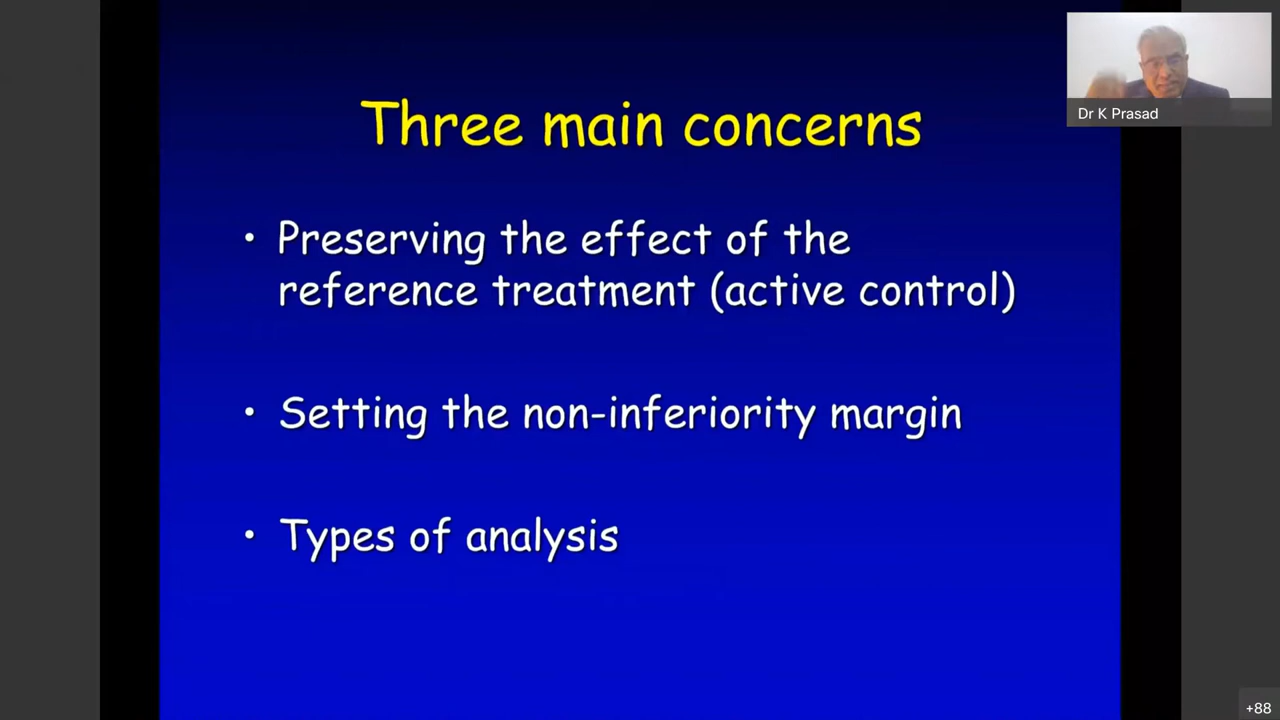 Three main concerns
• Preserving the effect of the
reference treatment (active control)
• Setting the non-inferiority margin
• Types of analysis
Dr K Prasad
+88